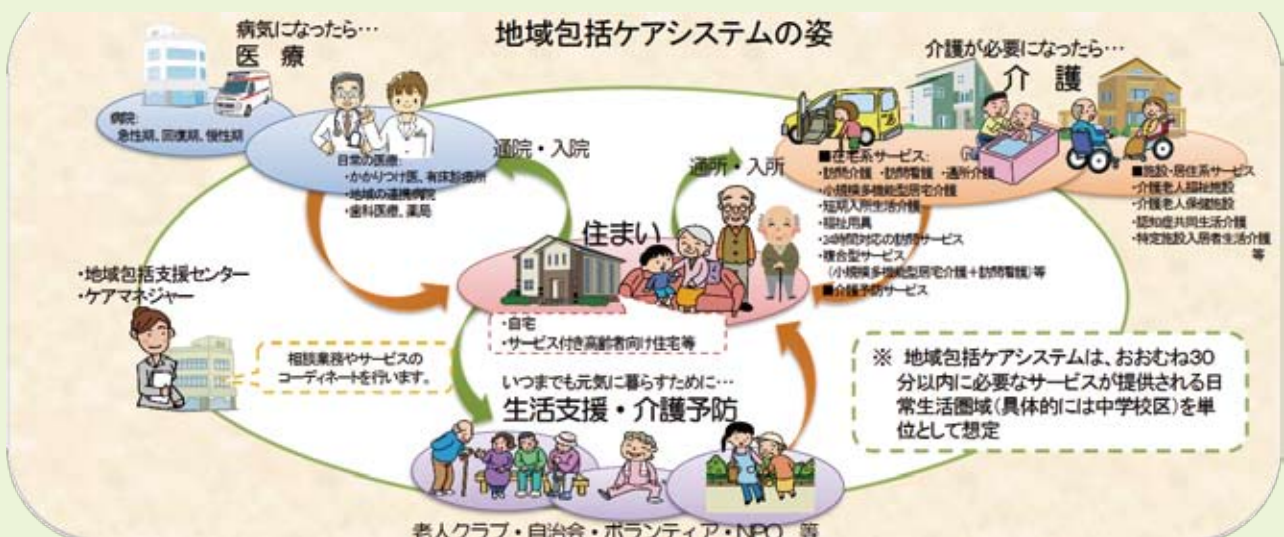 地域包括ケアシステムの姿
病気になったら…
医 療
病院:
急性期、回復期、慢性期
日常の医療:
・かかりつけ医、有床診療所
・地域の連携病院
・歯科医療、薬局
通院・入院
通所・入所
介護が必要になったら…
介 護
■在宅系サービス:
・訪問介護 ・訪問看護 ・通所介護
・小規模多機能型居宅介護
・短期入所生活介護
・福祉用具
・24時間対応の訪問サービス
・複合型サービス
(小規模多機能型居宅介護+訪問看護)等
■介護予防サービス
■施設・居住系サービス
・介護老人福祉施設
・介護老人保健施設
・認知症共同生活介護
・特定施設入居者生活介護
等
住まい
・自宅
・サービス付き高齢者向け住宅等
・地域包括支援センター
・ケアマネジャー
相談業務やサービスの
コーディネートを行います。
いつまでも元気に暮らすために…
生活支援・介護予防
老人クラブ・自治会・ボランティア・NPO 等
※ 地域包括ケアシステムは、おおむね30
分以内に必要なサービスが提供される日
常生活圏域(具体的には中学校区)を単
位として想定